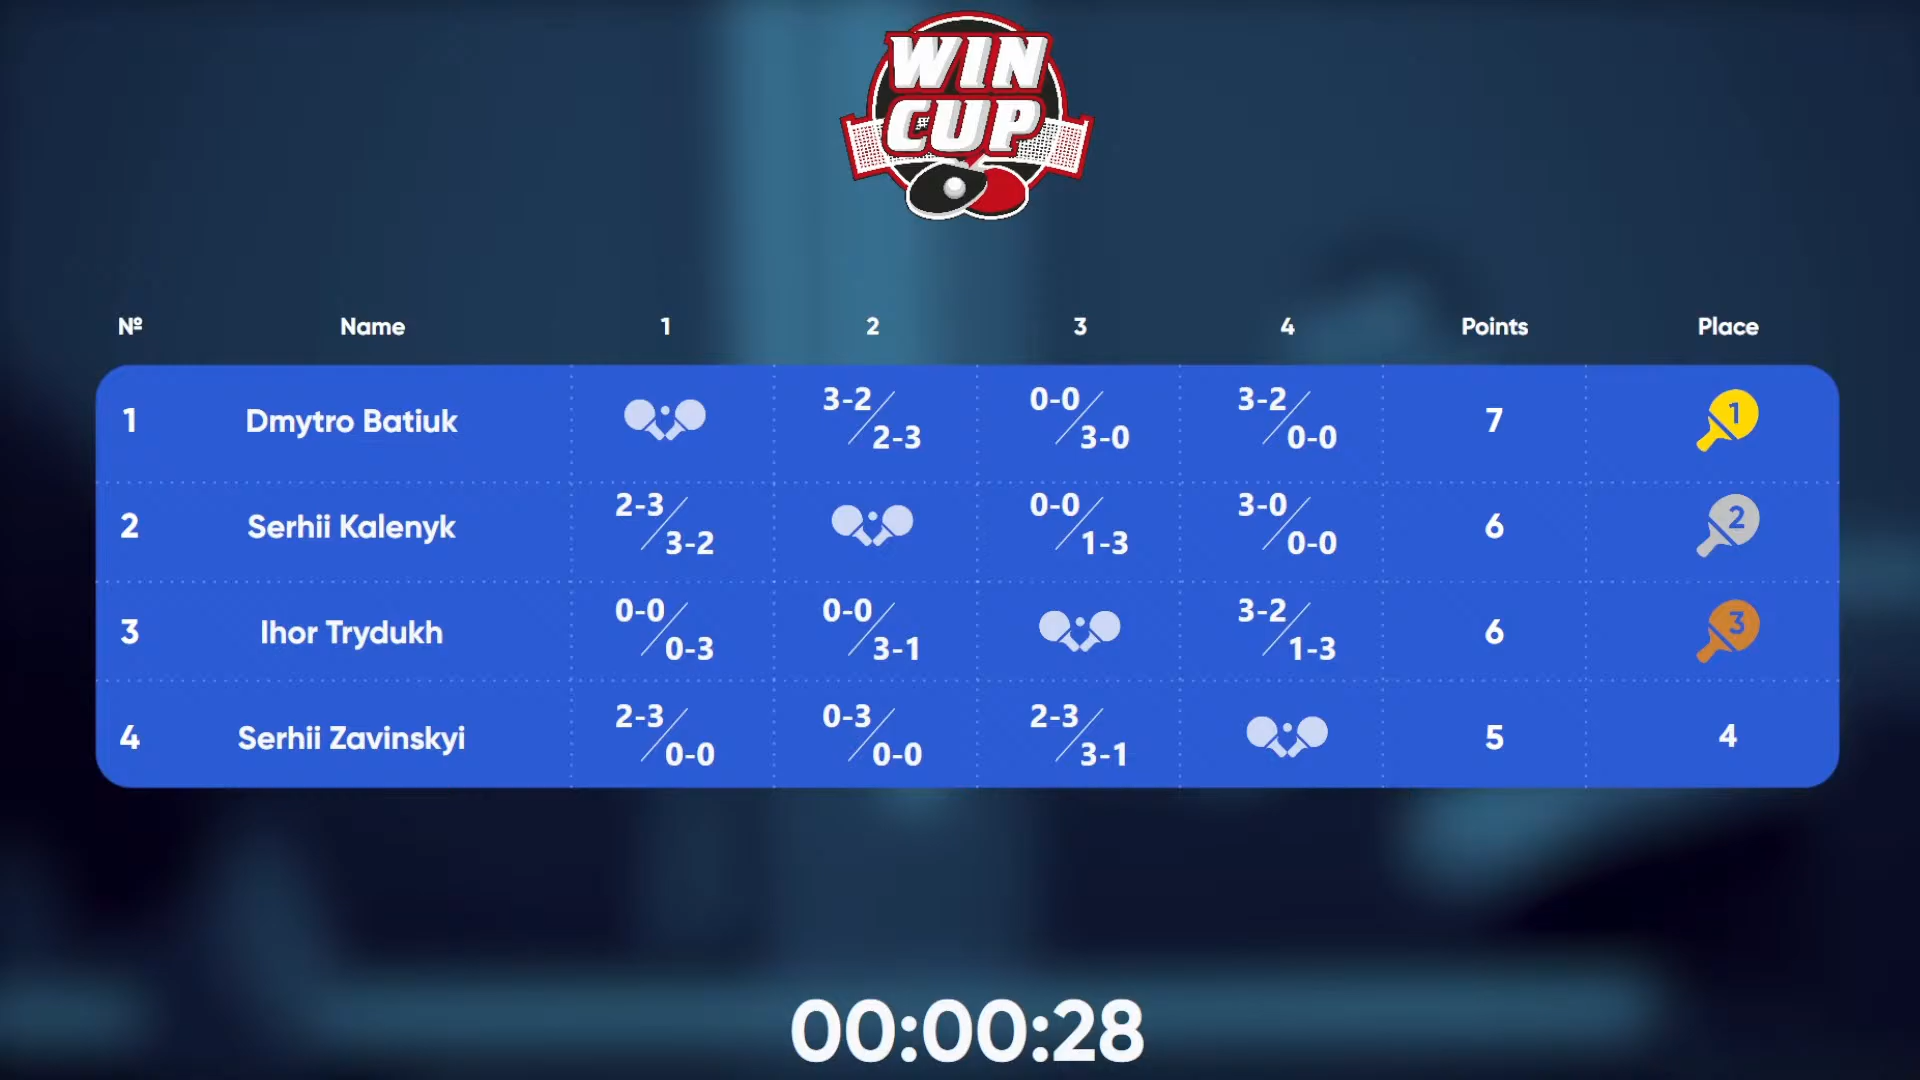 WIN
CUP
Nº Name 1 2 3 4 Points Place
1 Dmytro Batiuk 3-2 / 2-3 0-0 / 3-0 3-2 / 0-0 7 1
2 Serhii Kalenyk 2-3 / 3-2 0-0 / 1-3 3-0 / 0-0 6 2
3 Ihor Trydukh 0-0 / 0-3 0-0 / 3-1 3-2 / 1-3 6 3
4 Serhii Zavinskyi 2-3 / 0-0 0-3 / 0-0 2-3 / 3-1 5 4
00:00:28